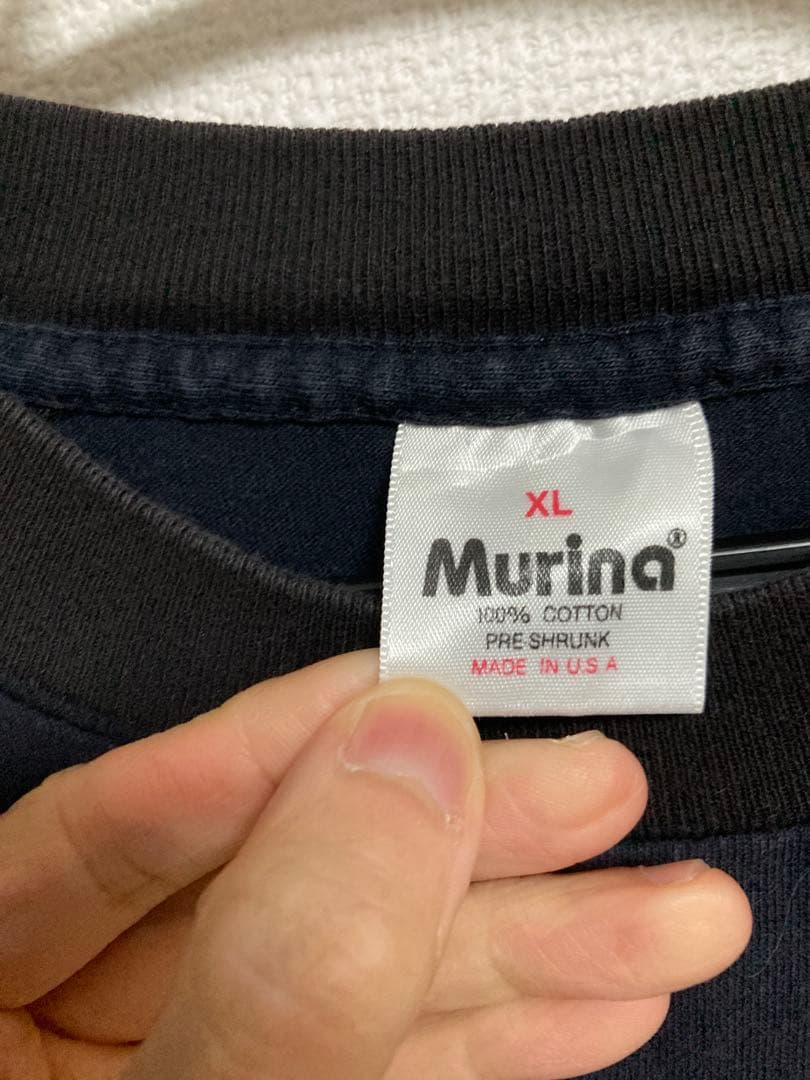 XL
Murina®
100% COTTON
PRE SHRUNK
MADE IN U.S A